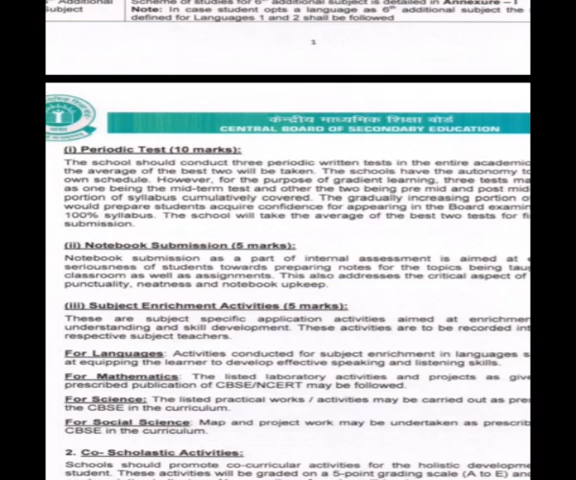 Additional Scheme of studies for 6th additional subject is detailed in Annexure – I
Subject Note: In case student opts a language as 6th additional subject the
defined for Languages 1 and 2 shall be followed
1
केन्द्रीय माध्यमिक शिक्षा बोर्ड
CENTRAL BOARD OF SECONDARY EDUCATION
(i) Periodic Test (10 marks):
The school should conduct three periodic written tests in the entire academic
the average of the best two will be taken. The schools have the autonomy to
own schedule. However, for the purpose of gradient learning, three tests ma
as one being the mid-term test and other the two being pre mid and post mid
portion of syllabus cumulatively covered. The gradually increasing portion o
would prepare students acquire confidence for appearing in the Board examin
100% syllabus. The school will take the average of the best two tests for fi
submission.
(ii) Notebook Submission (5 marks):
Notebook submission as a part of internal assessment is aimed at
seriousness of students towards preparing notes for the topics being taug
classroom as well as assignments. This also addresses the critical aspect of
punctuality, neatness and notebook upkeep.
(iii) Subject Enrichment Activities (5 marks):
These are subject specific application activities aimed at enrichmen
understanding and skill development. These activities are to be recorded int
respective subject teachers.
For Languages: Activities conducted for subject enrichment in languages s
at equipping the learner to develop effective speaking and listening skills.
For Mathematics: The listed laboratory activities and projects as give
prescribed publication of CBSE/NCERT may be followed.
For Science: The listed practical works / activities may be carried out as pre
the CBSE in the curriculum.
For Social Science: Map and project work may be undertaken as prescrib
CBSE in the curriculum.
2. Co- Scholastic Activities:
Schools should promote co-curricular activities for the holistic developme
student. These activities will be graded on a 5-point grading scale (A to E) and